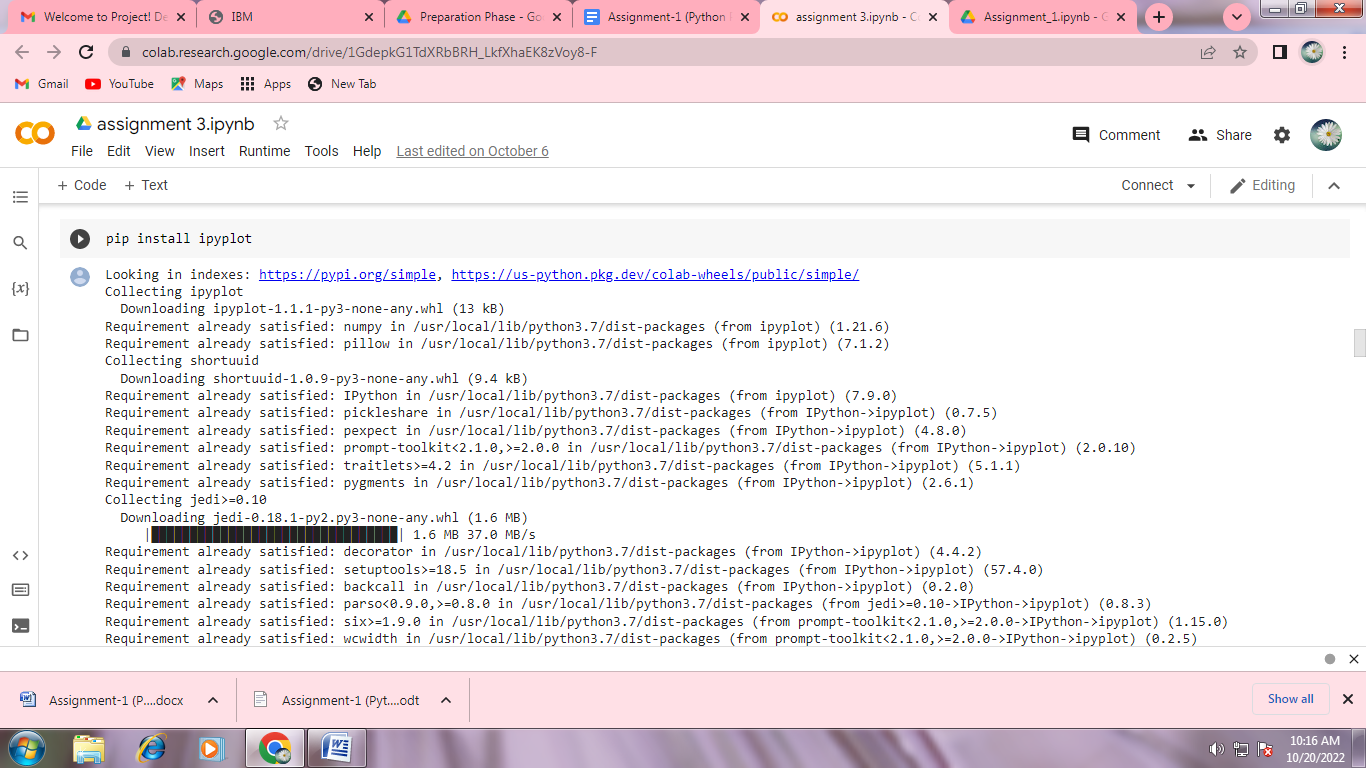 Welcome to Project! De
IBM
Preparation Phase - Go
Assignment-1 (Python
assignment 3.ipynb - C
Assignment_1.ipynb - G
colab.research.google.com/drive/1GdepkG1TdXRbBRH_LkfXhaEK8zVoy8-F
Gmail
YouTube
Maps
Apps
New Tab
assignment 3.ipynb
Comment
Share
File Edit View Insert Runtime Tools Help Last edited on October 6
+ Code + Text
Connect
Editing
pip install ipyplot
Looking in indexes: https://pypi.org/simple, https://us-python.pkg.dev/colab-wheels/public/simple/
Collecting ipyplot
Downloading ipyplot-1.1.1-py3-none-any.whl (13 kB)
Requirement already satisfied: numpy in /usr/local/lib/python3.7/dist-packages (from ipyplot) (1.21.6)
Requirement already satisfied: pillow in /usr/local/lib/python3.7/dist-packages (from ipyplot) (7.1.2)
Collecting shortuuid
Downloading shortuuid-1.0.9-py3-none-any.whl (9.4 kB)
Requirement already satisfied: IPython in /usr/local/lib/python3.7/dist-packages (from ipyplot) (7.9.0)
Requirement already satisfied: pickleshare in /usr/local/lib/python3.7/dist-packages (from IPython->ipyplot) (0.7.5)
Requirement already satisfied: pexpect in /usr/local/lib/python3.7/dist-packages (from IPython->ipyplot) (4.8.0)
Requirement already satisfied: prompt-toolkit<2.1.0,>=2.0.0 in /usr/local/lib/python3.7/dist-packages (from IPython->ipyplot) (2.0.10)
Requirement already satisfied: traitlets>=4.2 in /usr/local/lib/python3.7/dist-packages (from IPython->ipyplot) (5.1.1)
Requirement already satisfied: pygments in /usr/local/lib/python3.7/dist-packages (from IPython->ipyplot) (2.6.1)
Collecting jedi>=0.10
Downloading jedi-0.18.1-py2.py3-none-any.whl (1.6 MB)
1.6 MB 37.0 MB/s
Requirement already satisfied: decorator in /usr/local/lib/python3.7/dist-packages (from IPython->ipyplot) (4.4.2)
Requirement already satisfied: setuptools>=18.5 in /usr/local/lib/python3.7/dist-packages (from IPython->ipyplot) (57.4.0)
Requirement already satisfied: backcall in /usr/local/lib/python3.7/dist-packages (from IPython->ipyplot) (0.2.0)
Requirement already satisfied: parso<0.9.0,>=0.8.0 in /usr/local/lib/python3.7/dist-packages (from jedi>=0.10->IPython->ipyplot) (0.8.3)
Requirement already satisfied: six>=1.9.0 in /usr/local/lib/python3.7/dist-packages (from prompt-toolkit<2.1.0,>=2.0.0->IPython->ipyplot) (1.15.0)
Requirement already satisfied: wcwidth in /usr/local/lib/python3.7/dist-packages (from prompt-toolkit<2.1.0,>=2.0.0->IPython->ipyplot) (0.2.5)
Assignment-1 (P....docx
Assignment-1 (Pyt....odt
Show all
10:16 AM
10/20/2022